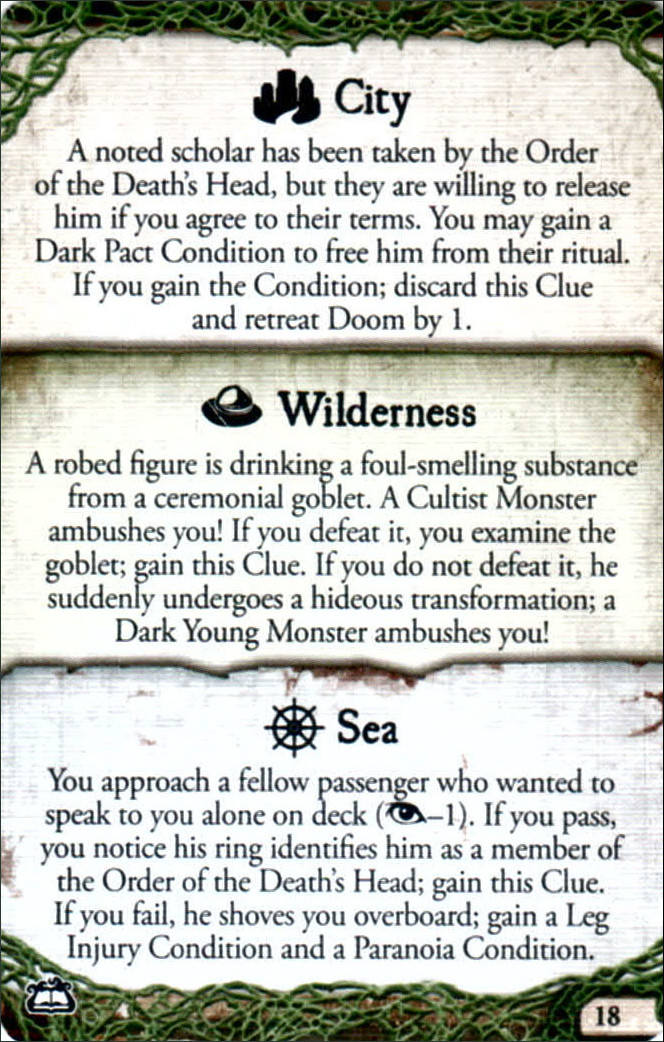 City
A noted scholar has been taken by the Order
of the Death's Head, but they are willing to release
him if you agree to their terms. You may gain a
Dark Pact Condition to free him from their ritual.
If you gain the Condition; discard this Clue
and retreat Doom by 1.
Wilderness
A robed figure is drinking a foul-smelling substance
from a ceremonial goblet. A Cultist Monster
ambushes you! If you defeat it, you examine the
goblet; gain this Clue. If you do not defeat it, he
suddenly undergoes a hideous transformation; a
Dark Young Monster ambushes you!
Sea
You approach a fellow passenger who wanted to
speak to you alone on deck (–1). If you pass,
you notice his ring identifies him as a member of
the Order of the Death's Head; gain this Clue.
If you fail, he shoves you overboard; gain a Leg
Injury Condition and a Paranoia Condition.
18